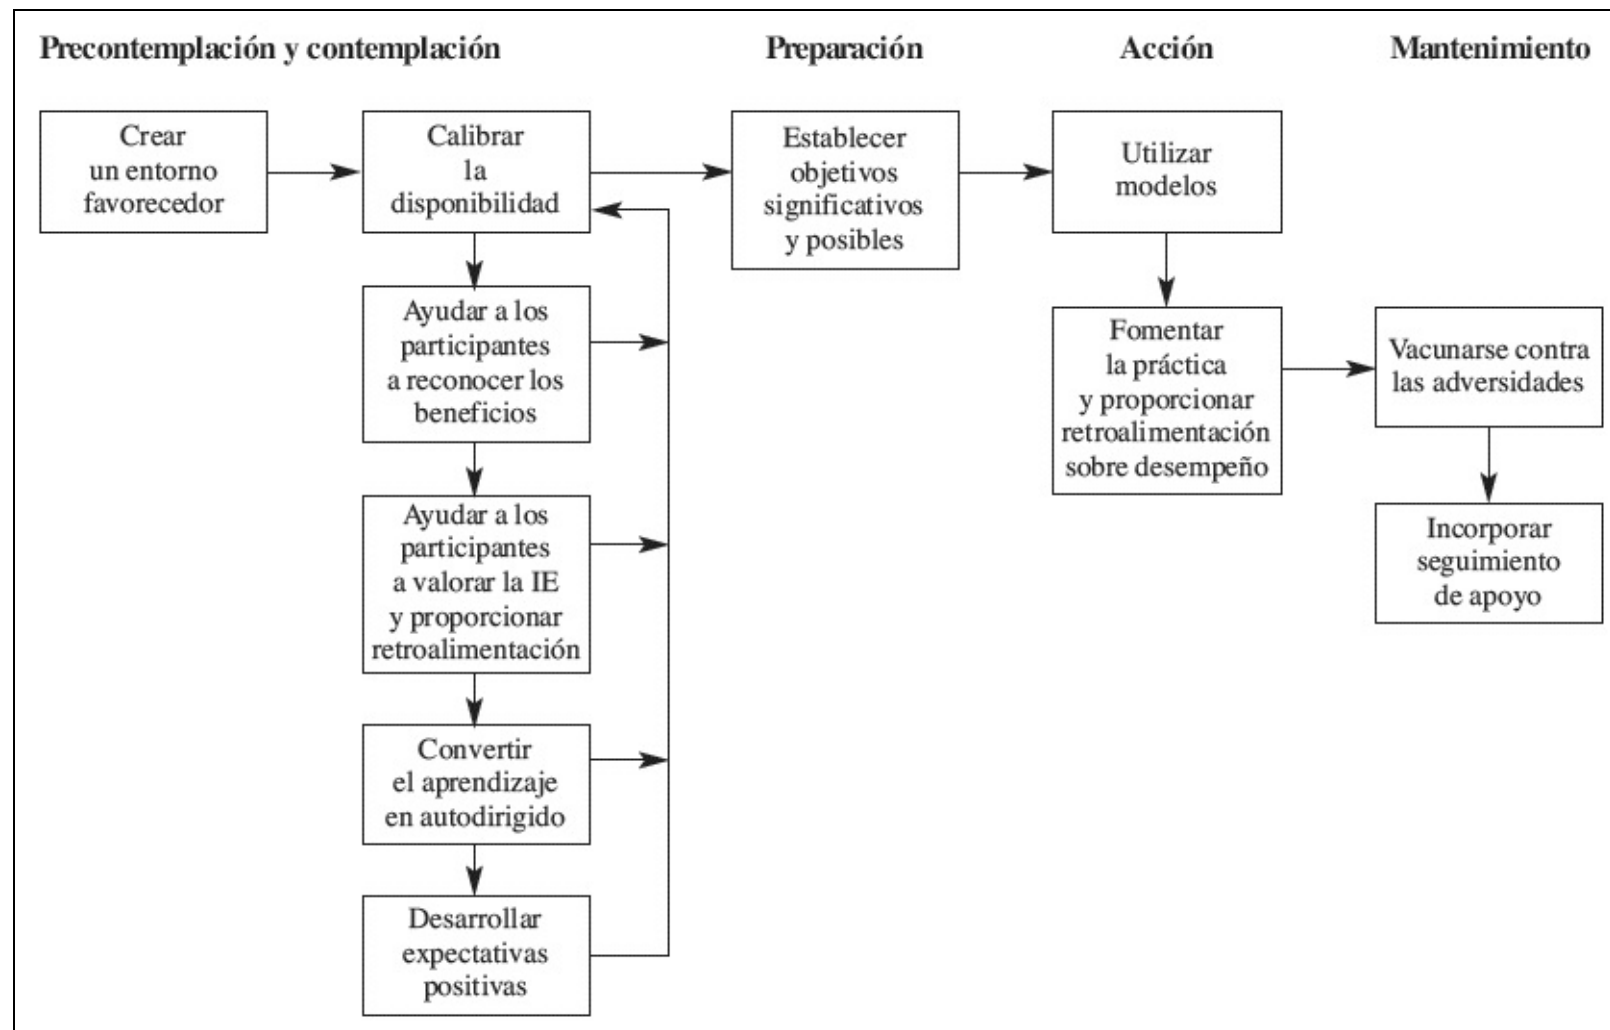 Precontemplación y contemplación
Preparación
Acción
Mantenimiento
Crear
un entorno
favorecedor
Calibrar
la
disponibilidad
Establecer
objetivos
significativos
y posibles
Utilizar
modelos
Ayudar a los
participantes
a reconocer los
beneficios
Fomentar
la práctica
y proporcionar
retroalimentación
sobre desempeño
Vacunarse contra
las adversidades
Ayudar a los
participantes
a valorar la IE
y proporcionar
retroalimentación
Incorporar
seguimiento
de apoyo
Convertir
el aprendizaje
en autodirigido
Desarrollar
expectativas
positivas